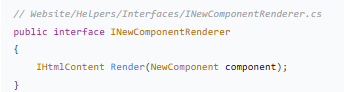 // Website/Helpers/Interfaces/INewComponentRenderer.cs
public interface INewComponentRenderer
{
    IHtmlContent Render(NewComponent component);
}